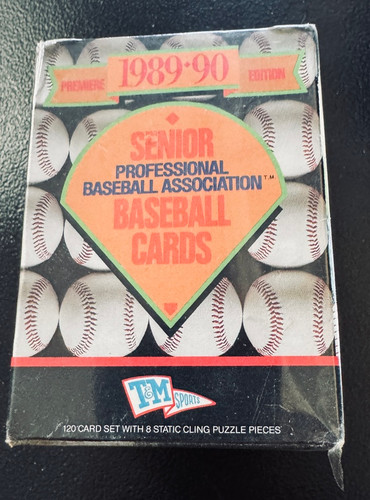 PREMIERE 1989·90 EDITION
SENIOR
PROFESSIONAL
BASEBALL ASSOCIATION™
BASEBALL
CARDS
T&M SPORTS
120 CARD SET WITH 8 STATIC CLING PUZZLE PIECES